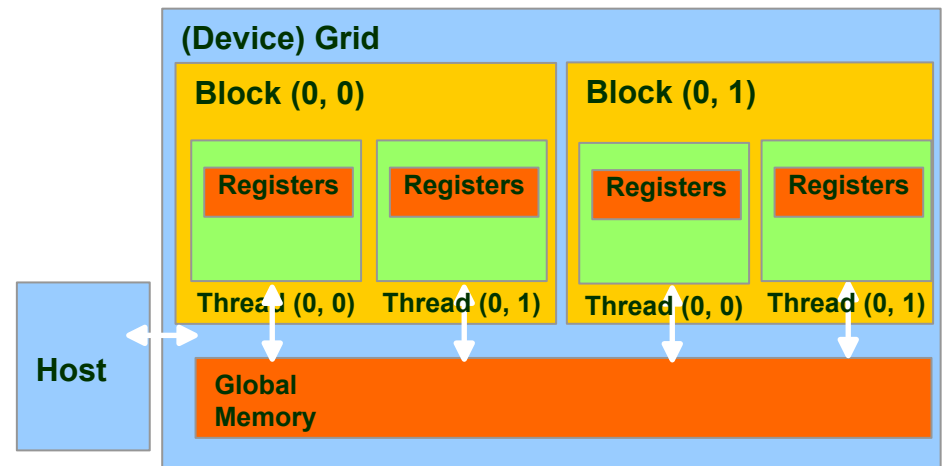 (Device) Grid
Block (0, 0)
Block (0, 1)
Registers
Registers
Registers
Registers
Thread (0, 0)
Thread (0, 1)
Thread (0, 0)
Thread (0, 1)
Host
Global
Memory